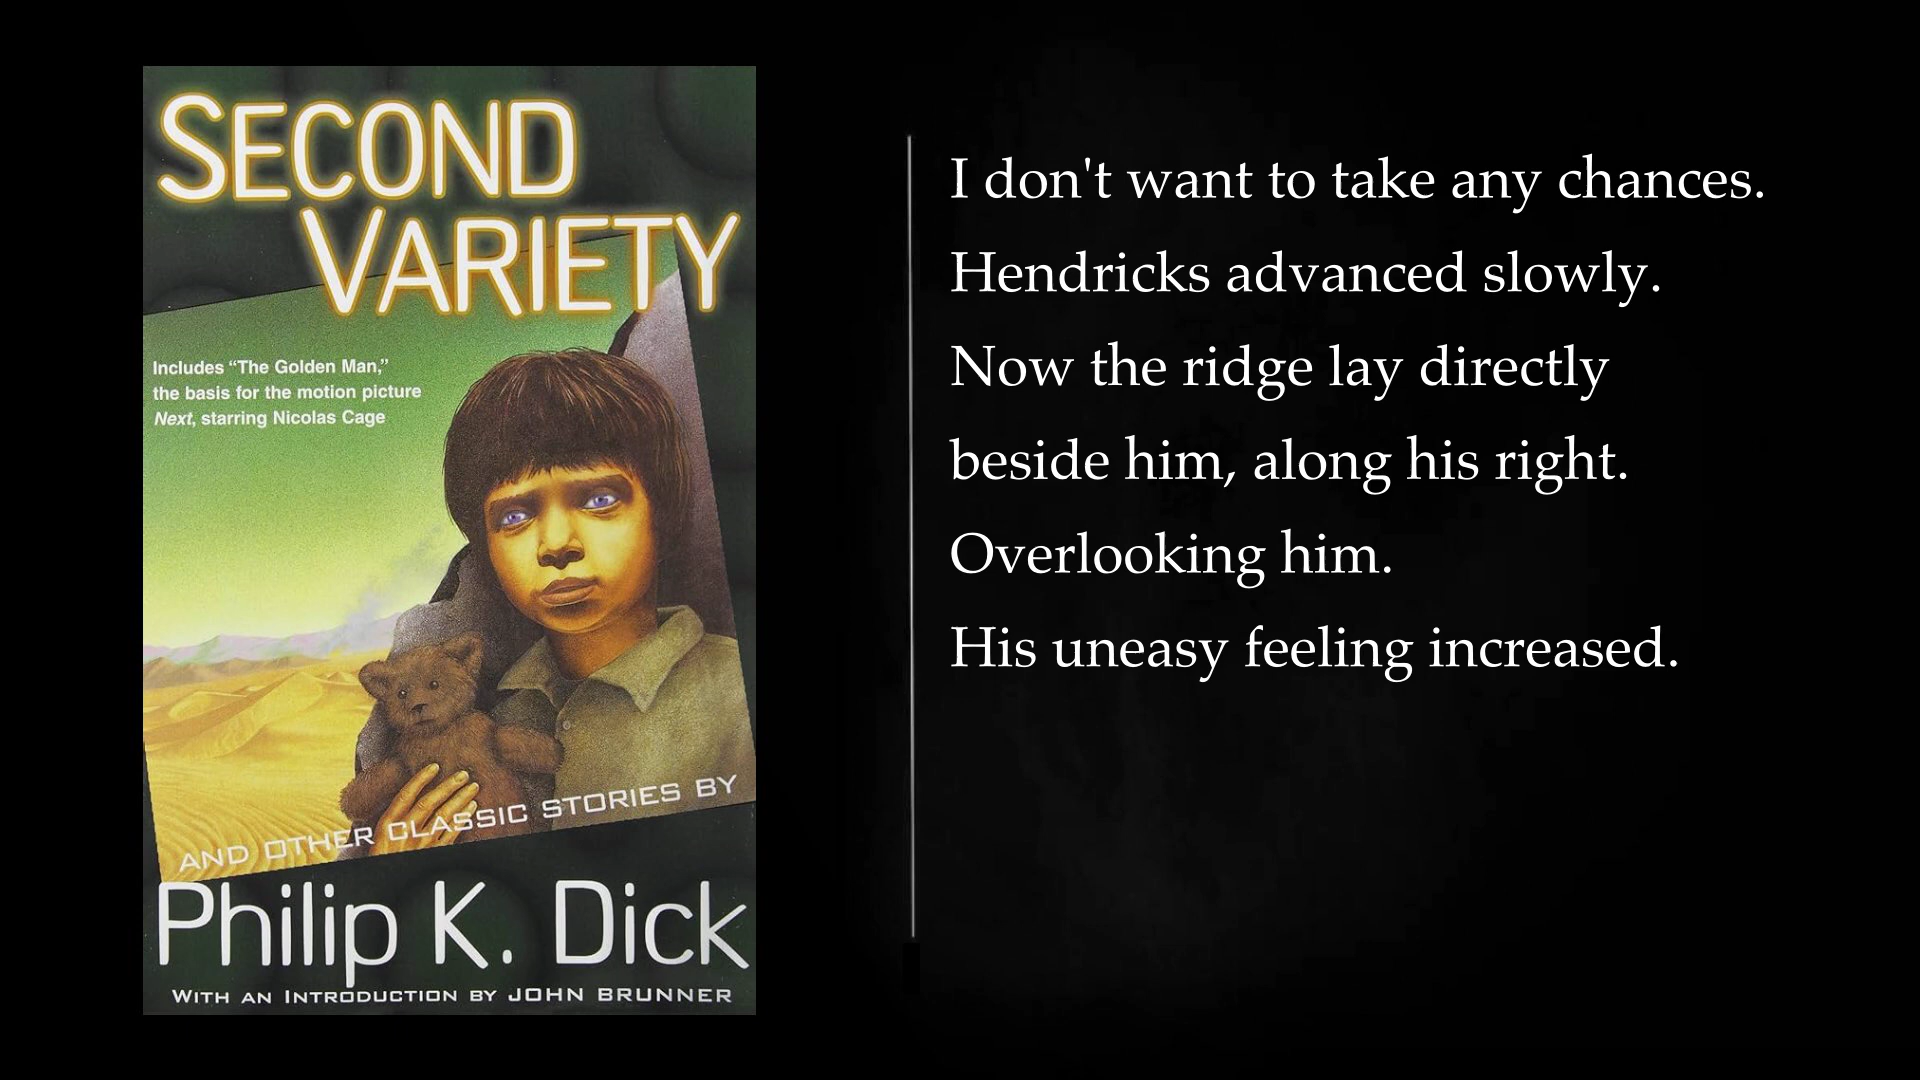 SECOND
VARIETY
Includes “The Golden Man,”
the basis for the motion picture
Next, starring Nicolas Cage
AND OTHER CLASSIC STORIES BY
Philip K. Dick
WITH AN INTRODUCTION BY JOHN BRUNNER
I don't want to take any chances.
Hendricks advanced slowly.
Now the ridge lay directly
beside him, along his right.
Overlooking him.
His uneasy feeling increased.